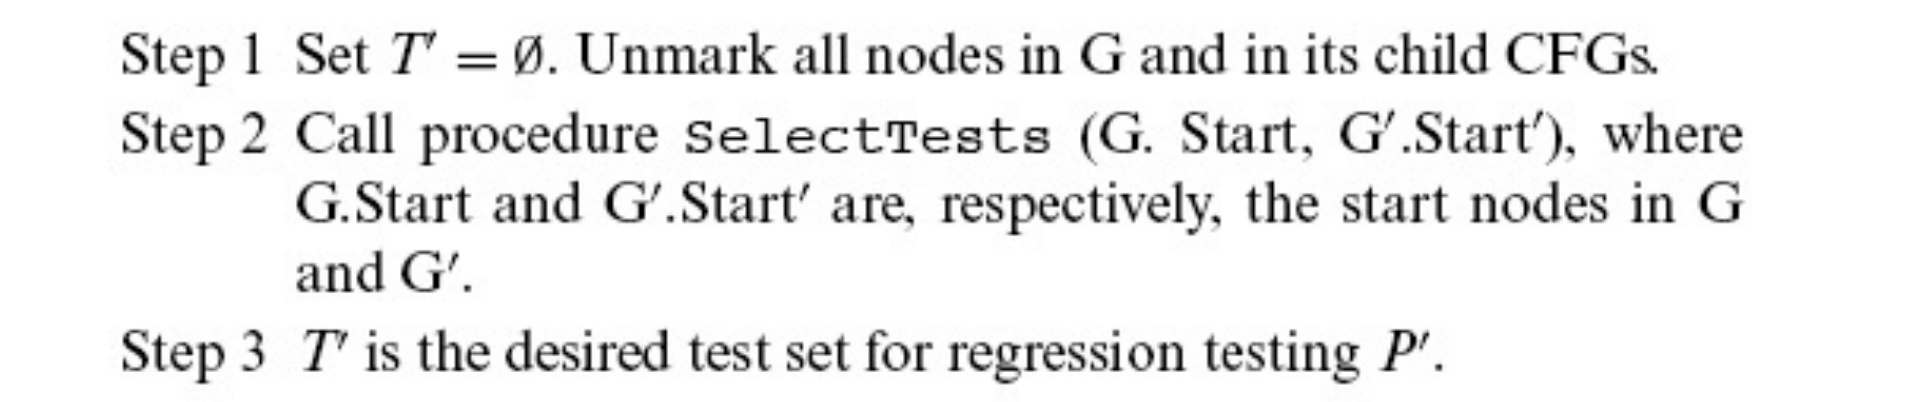 Step 1 Set T′ = ∅. Unmark all nodes in G and in its child CFGs.
Step 2 Call procedure SelectTests (G. Start, G′.Start′), where
G.Start and G′.Start′ are, respectively, the start nodes in G
and G′.
Step 3 T′ is the desired test set for regression testing P′.